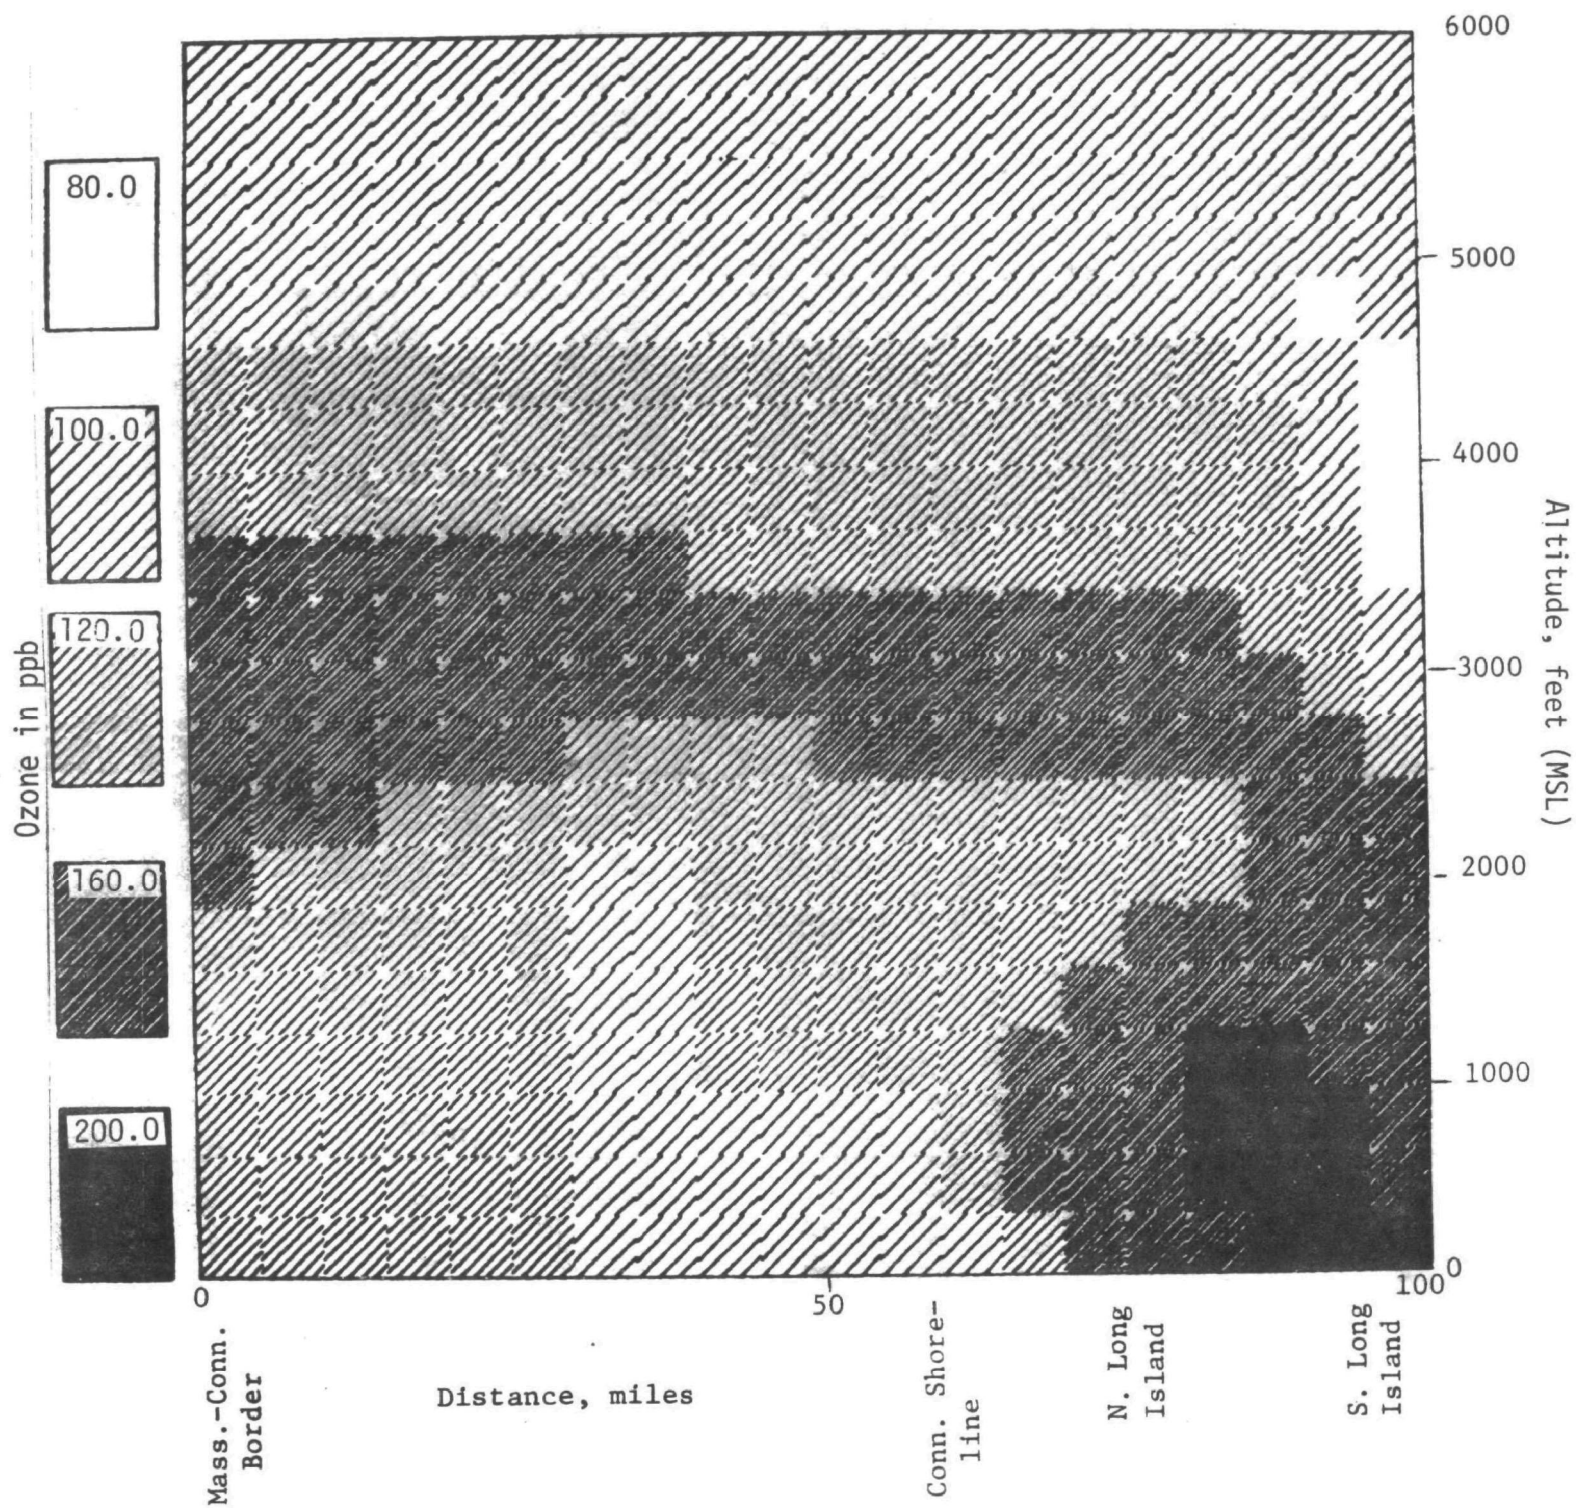 Ozone in ppb
80.0
100.0
120.0
160.0
200.0
6000
5000
4000
3000
2000
1000
0
Altitude, feet (MSL)
0
50
100
Distance, miles
Mass.-Conn.
Border
Conn. Shore-
line
N. Long
Island
S. Long
Island